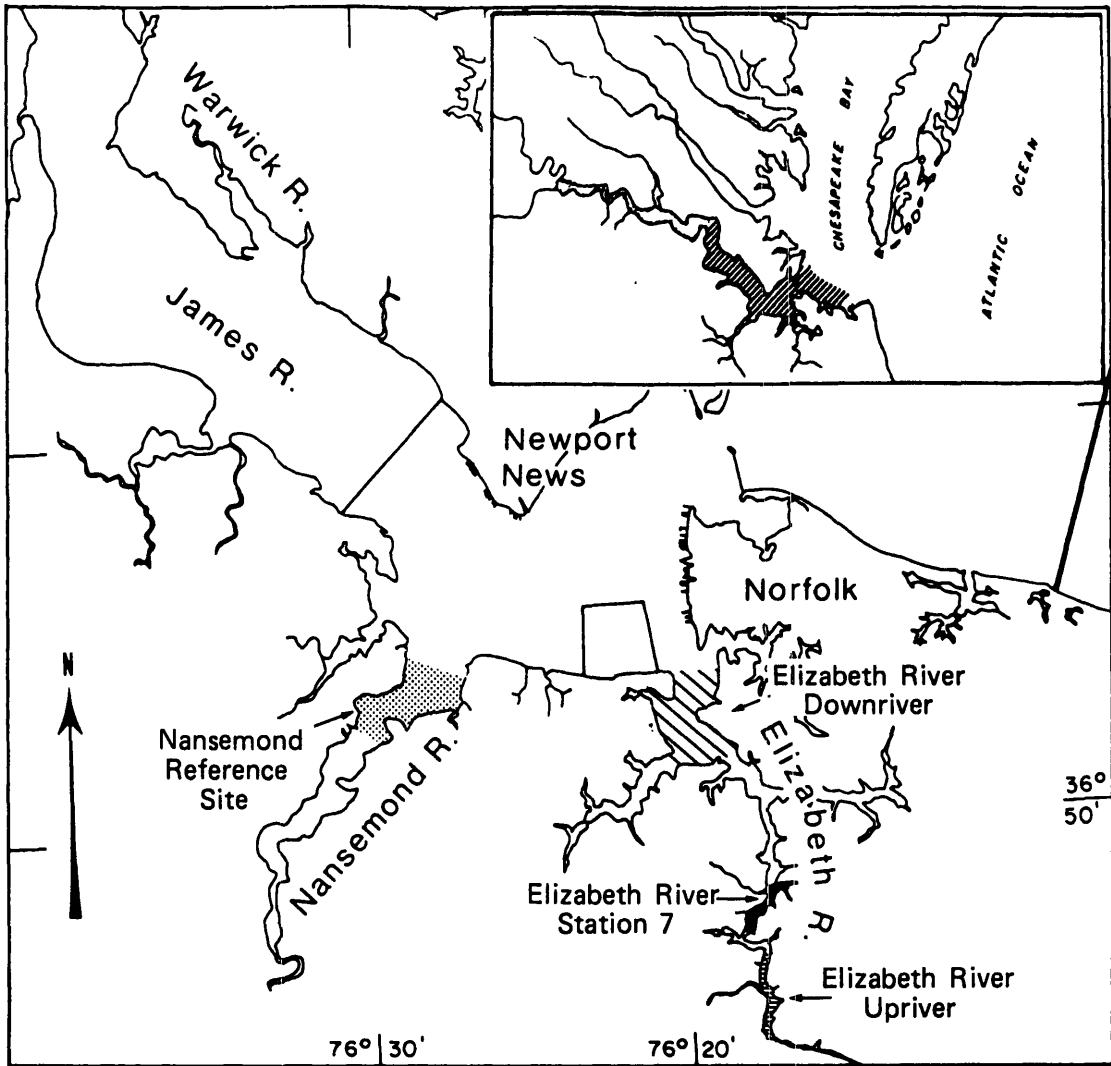 Warwick R.
James R.
CHESAPEAKE BAY
ATLANTIC OCEAN
Newport
News
Norfolk
N
Elizabeth River
Downriver
Nansemond
Reference
Site
Nansemond R.
Elizabeth R.
36°
50'
Elizabeth River
Station 7
Elizabeth River
Upriver
76° 30'
76° 20'